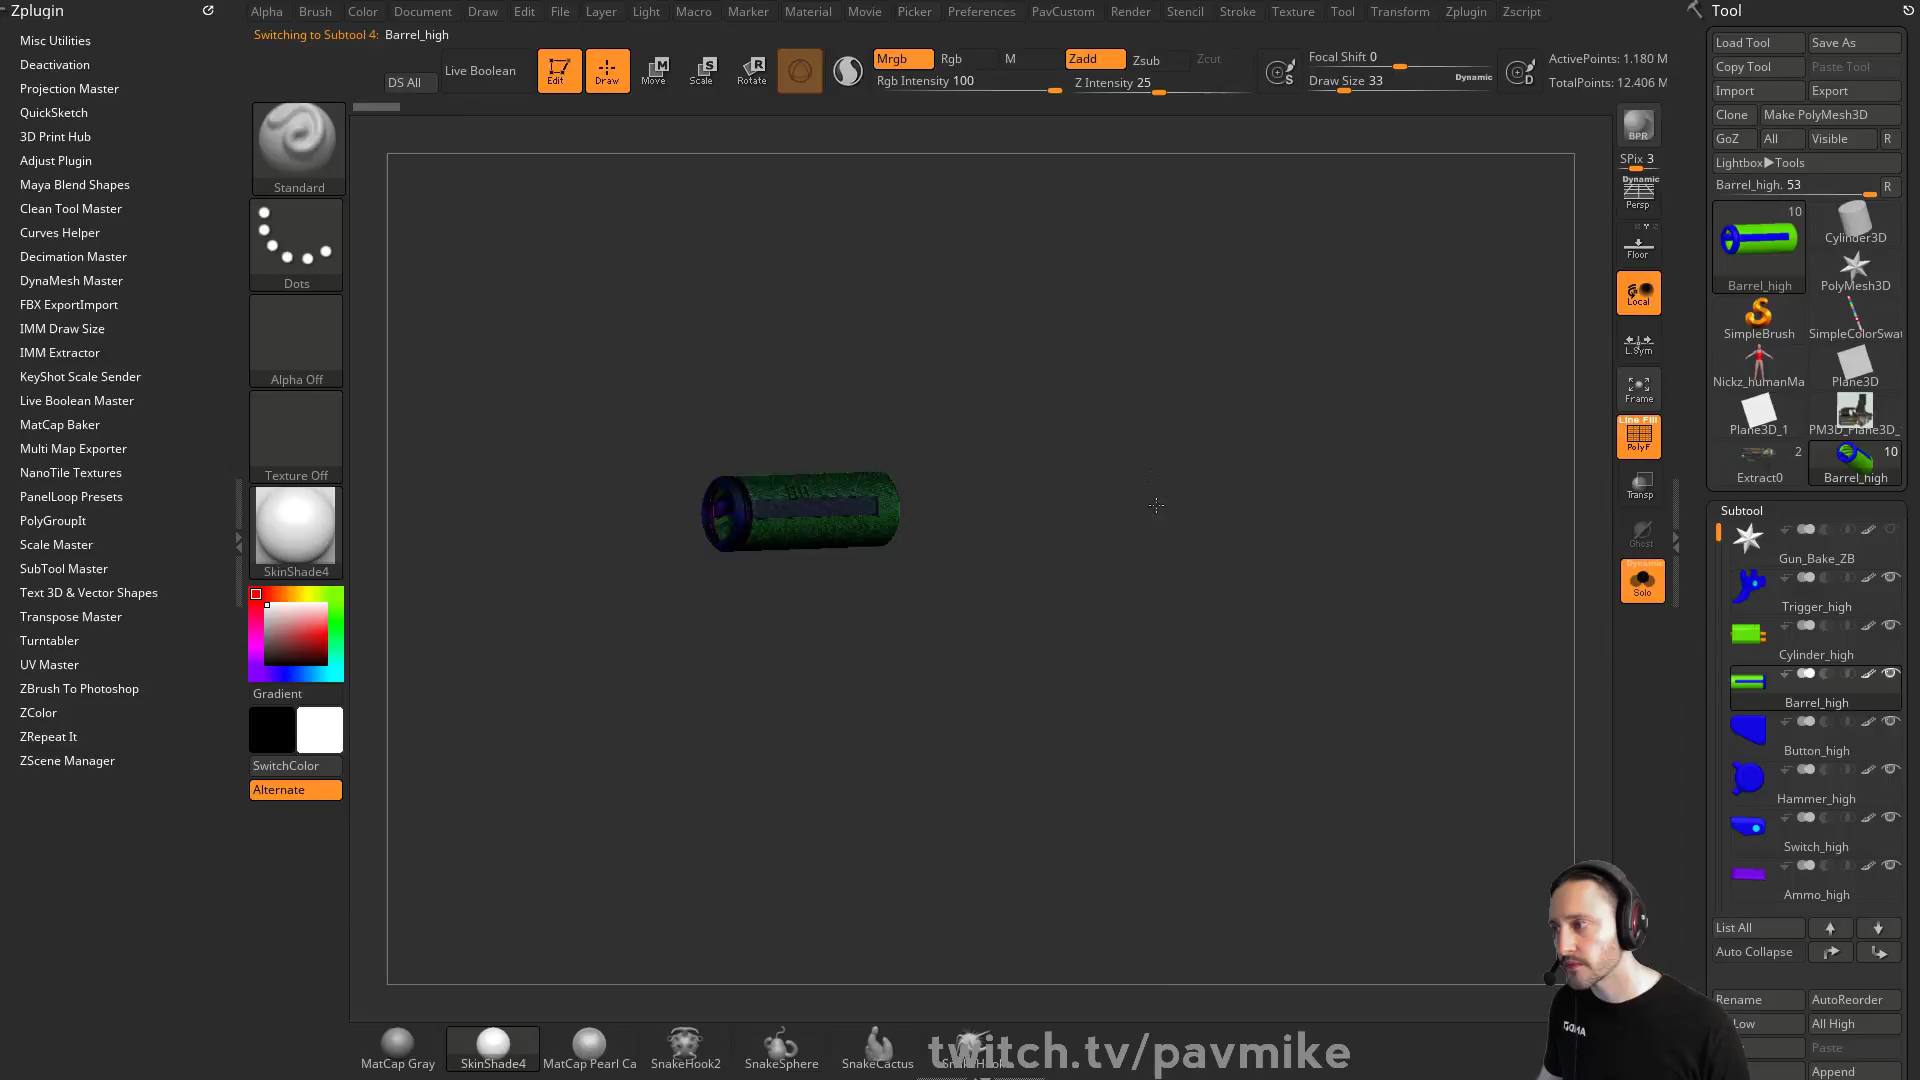 Zplugin
Misc Utilities
Deactivation
Projection Master
QuickSketch
3D Print Hub
Adjust Plugin
Maya Blend Shapes
Clean Tool Master
Curves Helper
Decimation Master
DynaMesh Master
FBX ExportImport
IMM Draw Size
IMM Extractor
KeyShot Scale Sender
Live Boolean Master
MatCap Baker
Multi Map Exporter
NanoTile Textures
PanelLoop Presets
PolyGroupIt
Scale Master
SubTool Master
Text 3D & Vector Shapes
Transpose Master
Turntabler
UV Master
ZBrush To Photoshop
ZColor
ZRepeat It
ZScene Manager
Alpha Brush Color Document Draw Edit File Layer Light Macro Marker Material Movie Picker Preferences PavCustom Render Stencil Stroke Texture Tool Transform Zplugin Zscript
Switching to Subtool 4: Barrel_high
DS All
Live Boolean
Edit
Draw
M
Move
S
Scale
R
Rotate
Mrgb Rgb M
Rgb Intensity 100
Zadd Zsub Zcut
Z Intensity 25
S
Focal Shift 0
Draw Size 33 Dynamic
D
ActivePoints: 1.180 M
TotalPoints: 12.406 M
Standard
Dots
Alpha Off
Texture Off
SkinShade4
Gradient
SwitchColor
Alternate
BPR
SPix 3
Dynamic
Persp
Floor
Local
L.Sym
Frame
Line Fill
PolyF
Transp
Ghost
Dynamic
Solo
Tool
Load Tool Save As
Copy Tool Paste Tool
Import Export
Clone Make PolyMesh3D
GoZ All Visible R
Lightbox▶Tools
Barrel_high. 53 R
10
Barrel_high
Cylinder3D
PolyMesh3D
SimpleBrush SimpleColorSwat
Nickz_humanMa Plane3D
Plane3D_1 PM3D_Plane3D_
2
Extract0
10
Barrel_high
Subtool
Gun_Bake_ZB
Trigger_high
Cylinder_high
Barrel_high
Button_high
Hammer_high
Switch_high
Ammo_high
List All
Auto Collapse
Rename AutoReorder
Low All High
Paste
Append
MatCap Gray SkinShade4 MatCap Pearl Ca SnakeHook2 SnakeSphere SnakeCactus
twitch.tv/pavmike